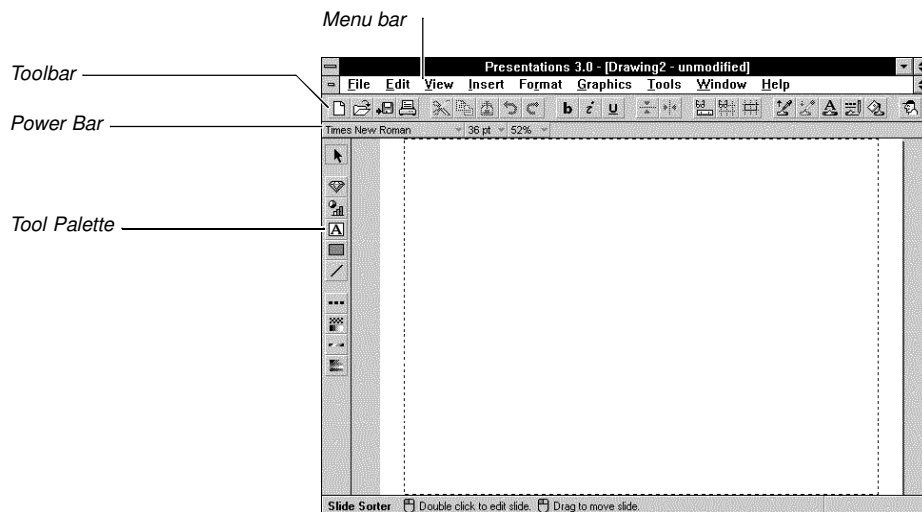 Menu bar
Toolbar
Presentations 3.0 - [Drawing2 - unmodified]
File Edit View Insert Format Graphics Tools Window Help
b i u A
Power Bar
Times New Roman 36 pt 52%
Tool Palette
A
Slide Sorter Double click to edit slide. Drag to move slide.